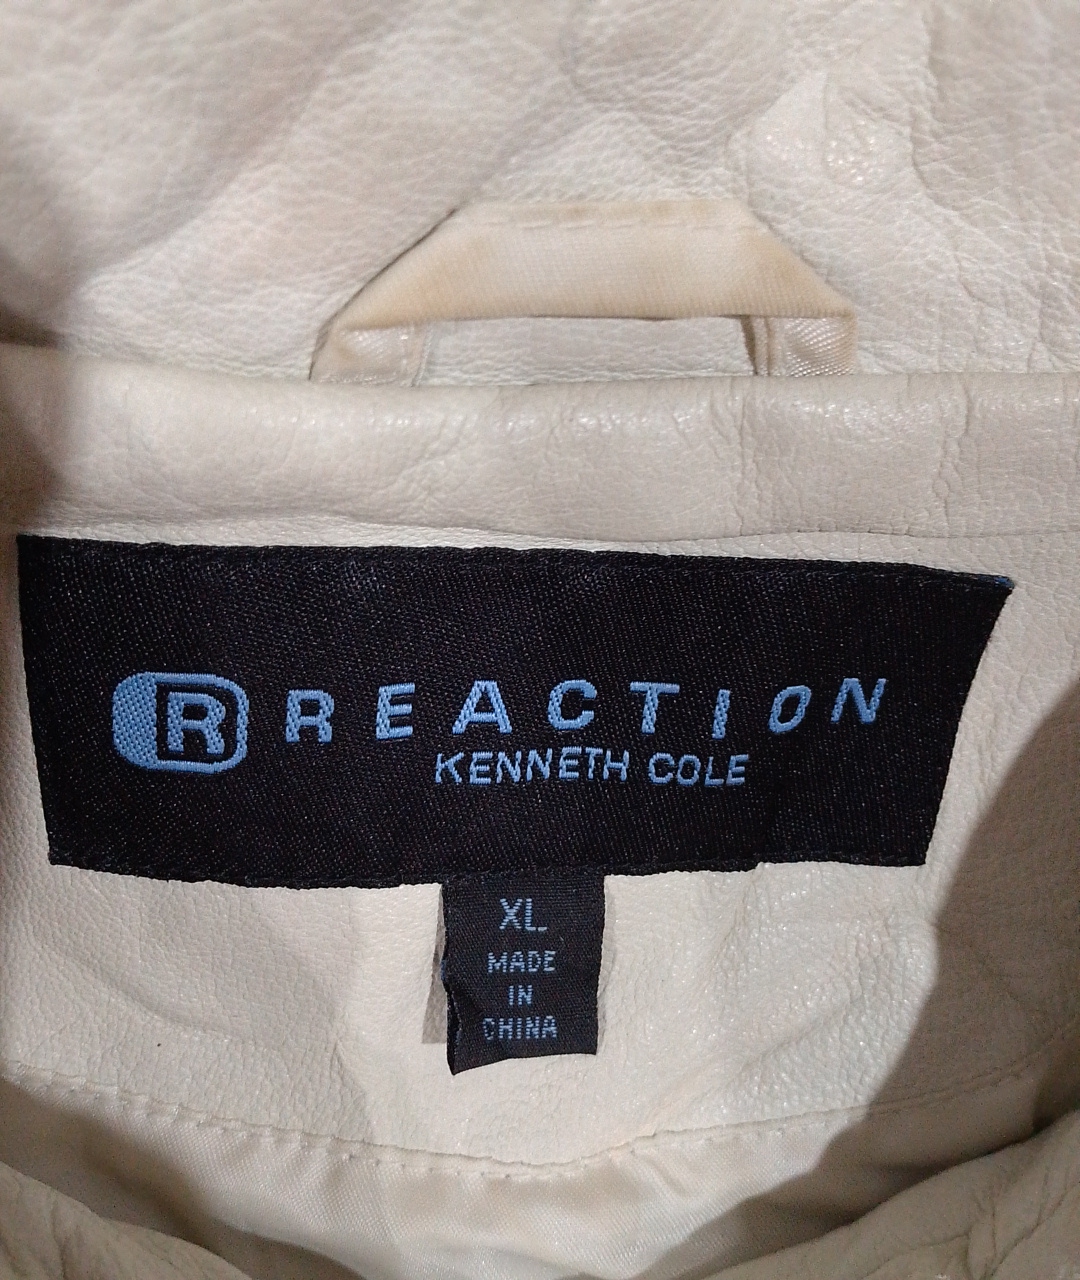 R REACTION
KENNETH COLE
XL
MADE
IN
CHINA